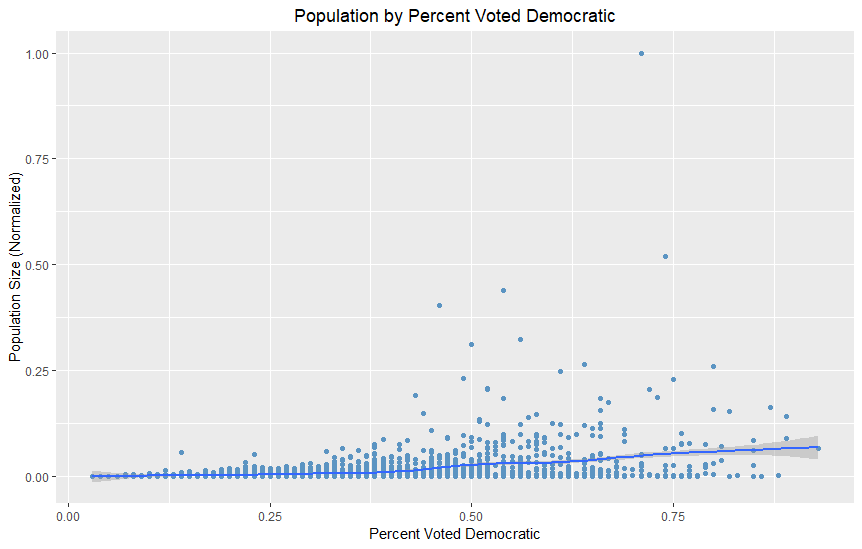 Population by Percent Voted Democratic
Population Size (Normalized)
1.00
0.75
0.50
0.25
0.00
0.00 0.25 0.50 0.75
Percent Voted Democratic